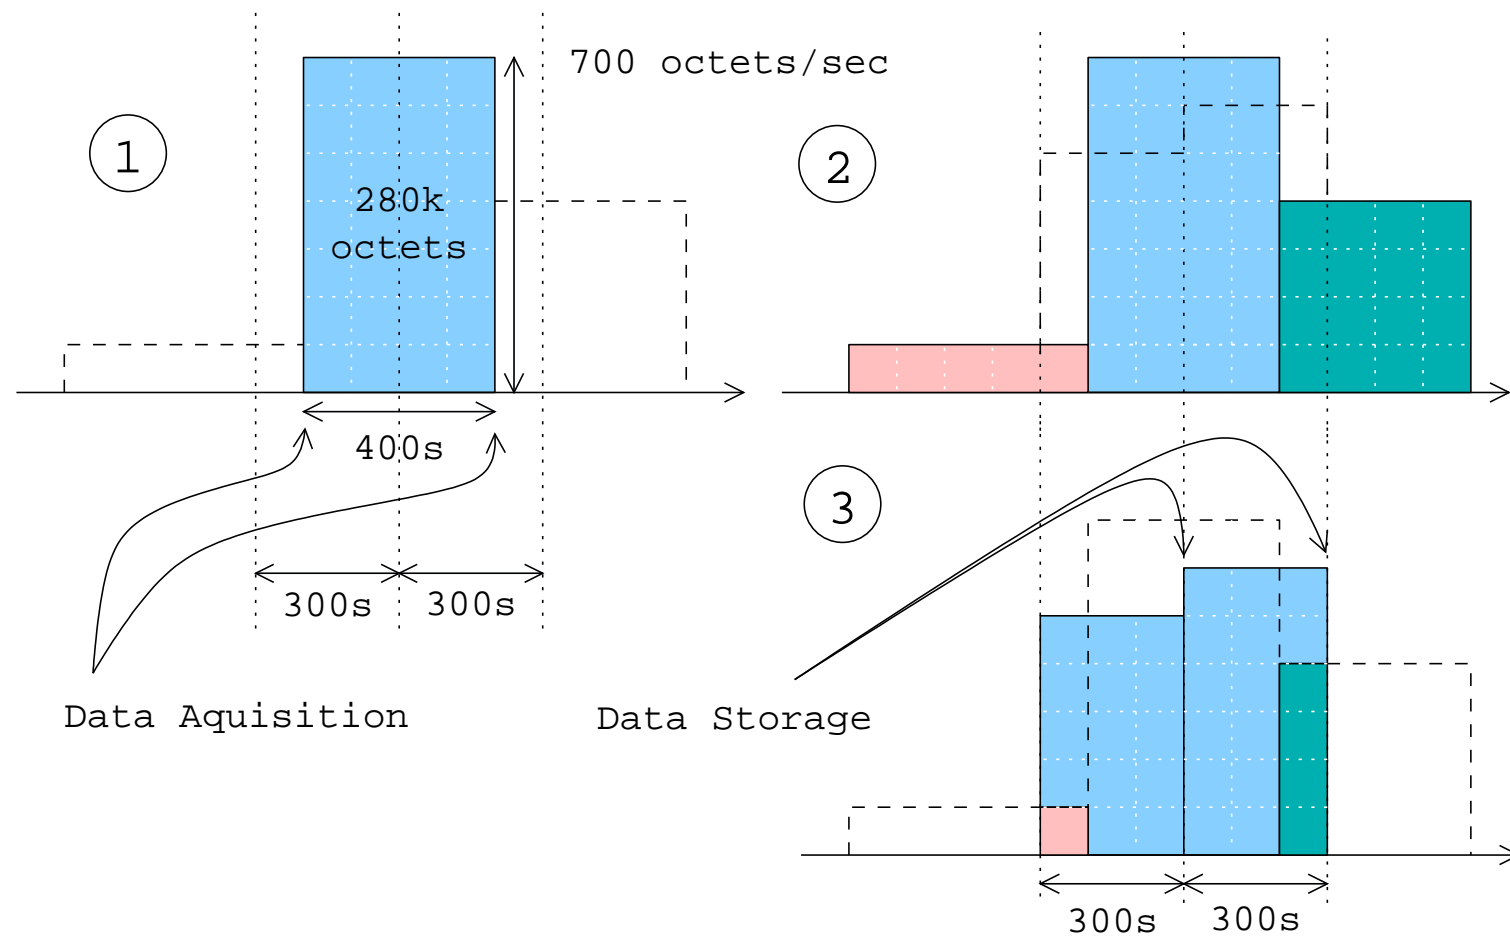 700 octets/sec
1
2
280k
octets
400s
3
300s
300s
Data Aquisition
Data Storage
300s
300s